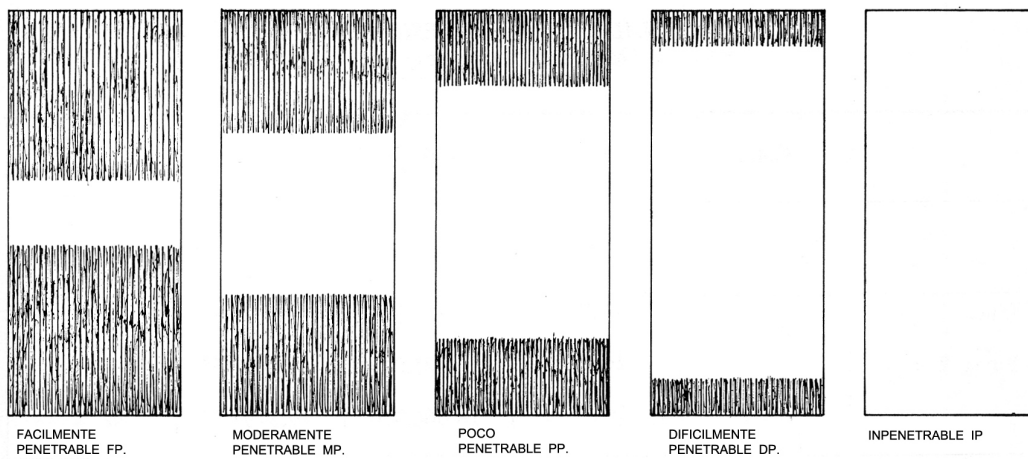 FACILMENTE
PENETRABLE FP.
MODERAMENTE
PENETRABLE MP.
POCO
PENETRABLE PP.
DIFICILMENTE
PENETRABLE DP.
INPENETRABLE IP